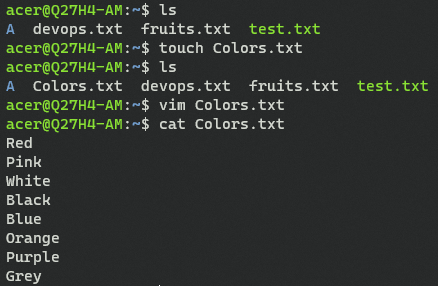 acer@Q27H4-AM:~$ ls
A  devops.txt  fruits.txt  test.txt
acer@Q27H4-AM:~$ touch Colors.txt
acer@Q27H4-AM:~$ ls
A  Colors.txt  devops.txt  fruits.txt  test.txt
acer@Q27H4-AM:~$ vim Colors.txt
acer@Q27H4-AM:~$ cat Colors.txt
Red
Pink
White
Black
Blue
Orange
Purple
Grey